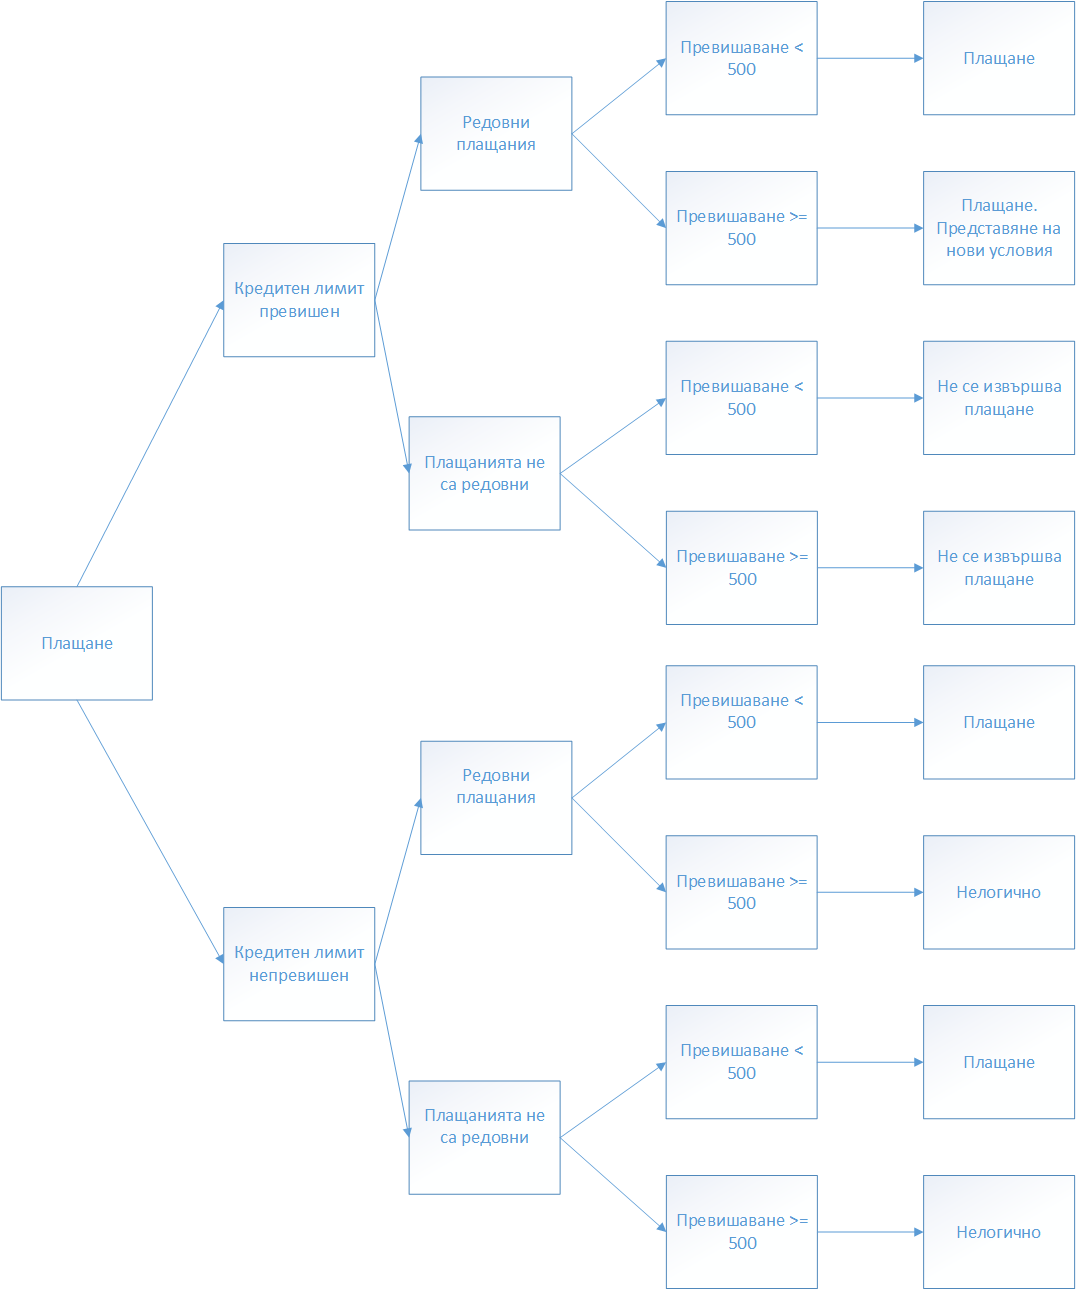 Превишаване <
500
Плащане
Редовни
плащания
Превишаване >=
500
Плащане.
Представяне на
нови условия
Кредитен лимит
превишен
Превишаване <
500
Не се извършва
плащане
Плащанията не
са редовни
Превишаване >=
500
Не се извършва
плащане
Плащане
Превишаване <
500
Плащане
Редовни
плащания
Превишаване >=
500
Нелогично
Кредитен лимит
непревишен
Превишаване <
500
Плащане
Плащанията не
са редовни
Превишаване >=
500
Нелогично